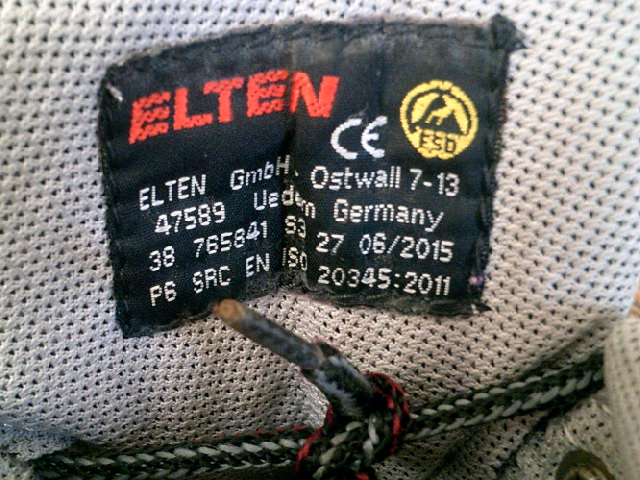 ELTEN
CE ESD
ELTEN GmbH. Ostwall 7-13
47589 Uedem Germany
38 765841 S3 27 06/2015
P6 SRC EN ISO 20345:2011